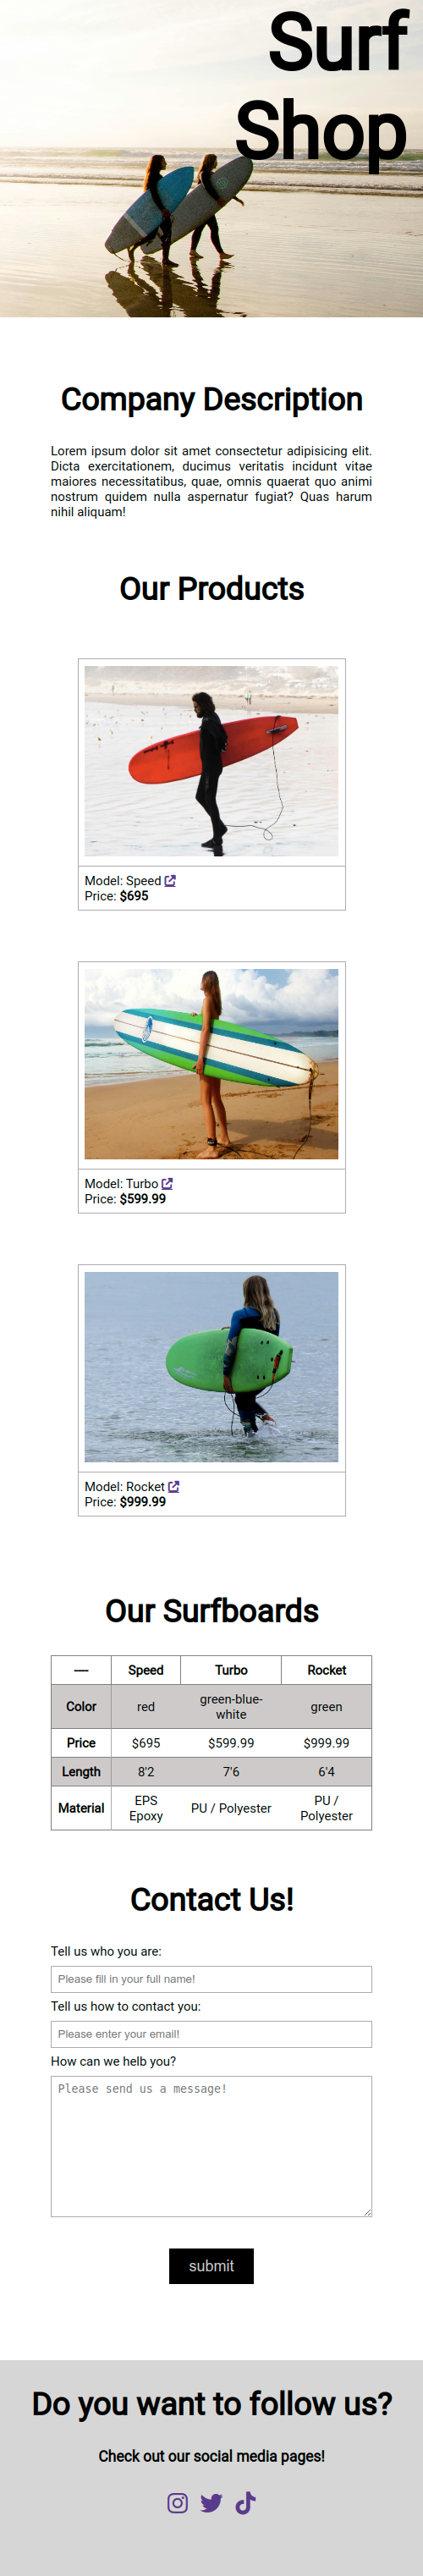 Surf
Shop
Company Description
Lorem ipsum dolor sit amet consectetur adipisicing elit.
Dicta exercitationem, ducimus veritatis incidunt vitae
maiores necessitatibus, quae, omnis quaerat quo animi
nostrum quidem nulla aspernatur fugiat? Quas harum
nihil aliquam!
Our Products
Model: Speed
Price: $695
Model: Turbo
Price: $599.99
Model: Rocket
Price: $999.99
Our Surfboards
--- Speed Turbo Rocket
Color red green-blue-white green
Price $695 $599.99 $999.99
Length 8'2 7'6 6'4
Material EPS Epoxy PU / Polyester PU / Polyester
Contact Us!
Tell us who you are:
Please fill in your full name!
Tell us how to contact you:
Please enter your email!
How can we helb you?
Please send us a message!
submit
Do you want to follow us?
Check out our social media pages!